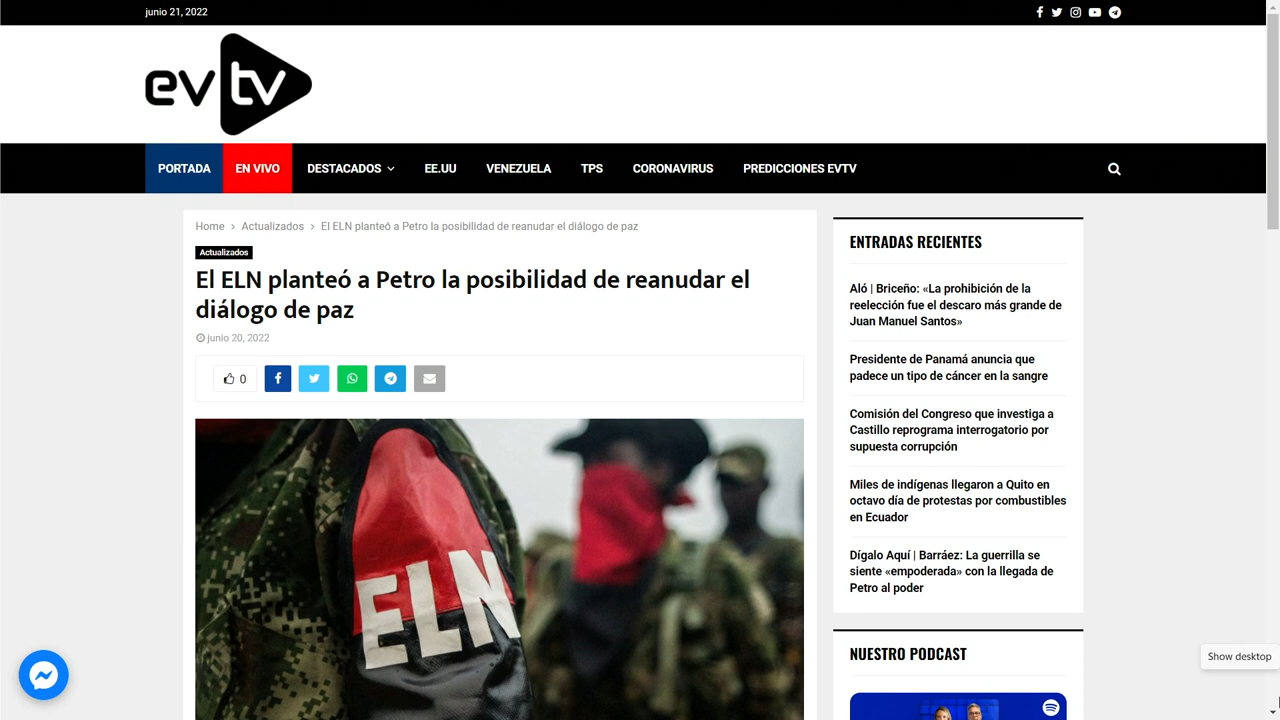 junio 21, 2022
evtv
PORTADA EN VIVO DESTACADOS EE.UU VENEZUELA TPS CORONAVIRUS PREDICCIONES EVTV
Home > Actualizados > El ELN planteó a Petro la posibilidad de reanudar el diálogo de paz
Actualizados
El ELN planteó a Petro la posibilidad de reanudar el
diálogo de paz
junio 20, 2022
0
ELN
ENTRADAS RECIENTES
Aló | Briceño: «La prohibición de la
reelección fue el descaro más grande de
Juan Manuel Santos»
Presidente de Panamá anuncia que
padece un tipo de cáncer en la sangre
Comisión del Congreso que investiga a
Castillo reprograma interrogatorio por
supuesta corrupción
Miles de indígenas llegaron a Quito en
octavo día de protestas por combustibles
en Ecuador
Dígalo Aquí | Barráez: La guerrilla se
siente «empoderada» con la llegada de
Petro al poder
NUESTRO PODCAST
Show desktop